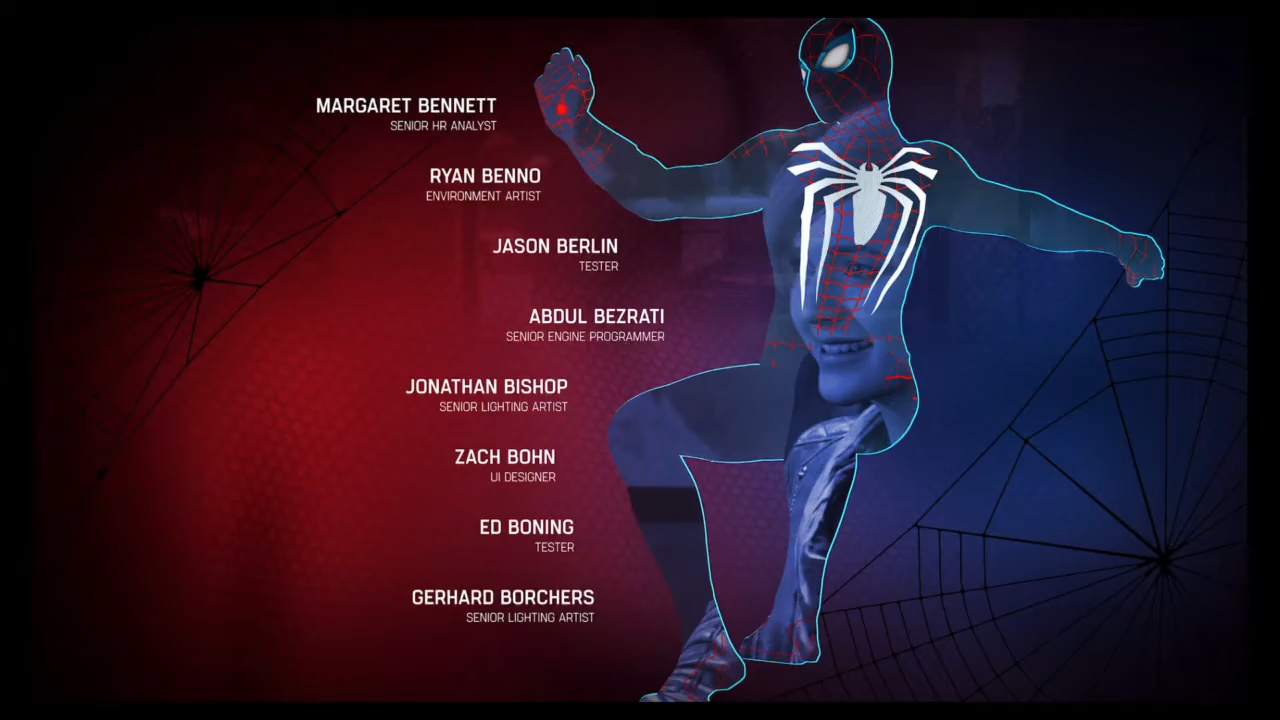 MARGARET BENNETT
SENIOR HR ANALYST
RYAN BENNO
ENVIRONMENT ARTIST
JASON BERLIN
TESTER
ABDUL BEZRATI
SENIOR ENGINE PROGRAMMER
JONATHAN BISHOP
SENIOR LIGHTING ARTIST
ZACH BOHN
UI DESIGNER
ED BONING
TESTER
GERHARD BORCHERS
SENIOR LIGHTING ARTIST